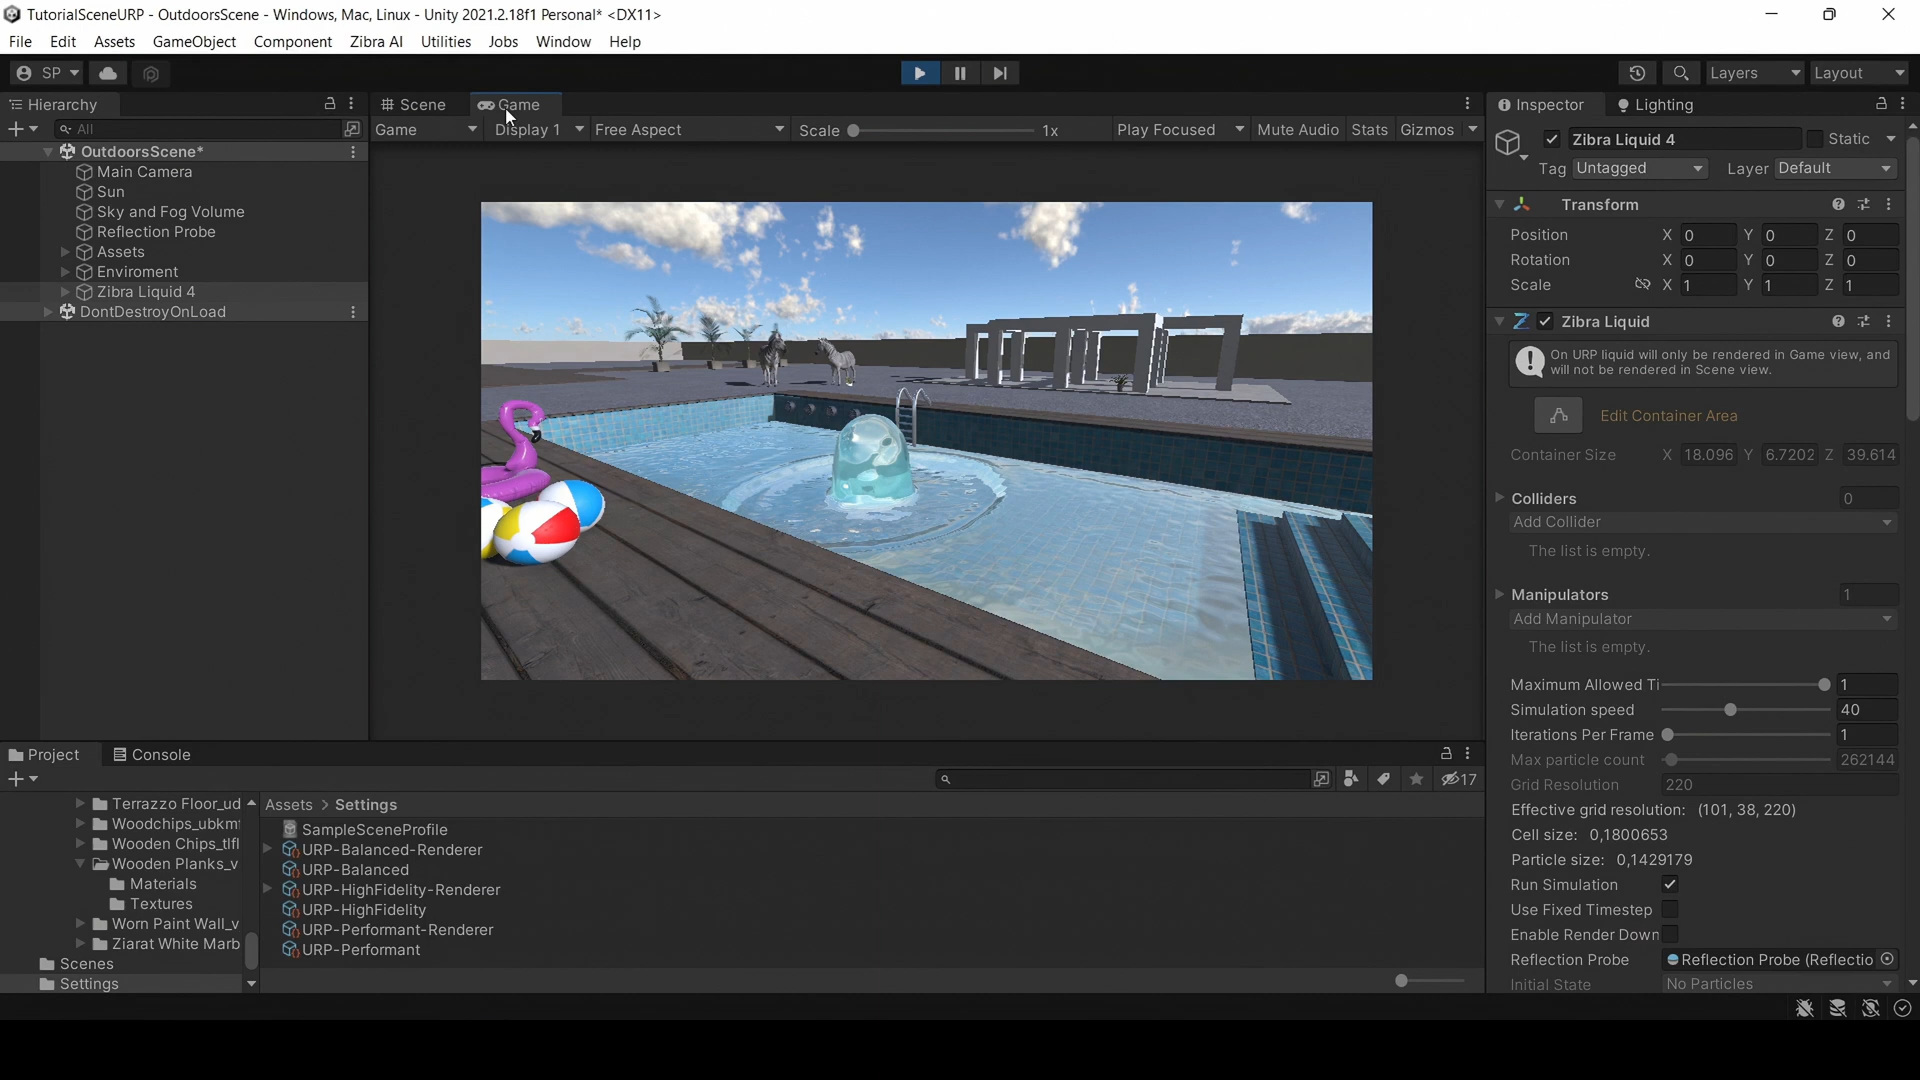 TutorialSceneURP - OutdoorsScene - Windows, Mac, Linux - Unity 2021.2.18f1 Personal* <DX11>
File Edit Assets GameObject Component Zibra AI Utilities Jobs Window Help
SP Layers Layout
Hierarchy Scene Game Inspector Lighting
All Game Display 1 Free Aspect Scale 1x Play Focused Mute Audio Stats Gizmos
OutdoorsScene*
Main Camera
Sun
Sky and Fog Volume
Reflection Probe
Assets
Enviroment
Zibra Liquid 4
DontDestroyOnLoad
Zibra Liquid 4 Static
Tag Untagged Layer Default
Transform
Position X 0 Y 0 Z 0
Rotation X 0 Y 0 Z 0
Scale X 1 Y 1 Z 1
Zibra Liquid
On URP liquid will only be rendered in Game view, and
will not be rendered in Scene view.
Edit Container Area
Container Size X 18.096 Y 6.7202 Z 39.614
Colliders 0
Add Collider
The list is empty.
Manipulators 1
Add Manipulator
The list is empty.
Maximum Allowed Ti 1
Simulation speed 40
Iterations Per Frame 1
Max particle count 262144
Grid Resolution 220
Effective grid resolution: (101, 38, 220)
Cell size: 0,1800653
Particle size: 0,1429179
Run Simulation
Use Fixed Timestep
Enable Render Down
Reflection Probe Reflection Probe (Reflectio
Initial State No Particles
Project Console
17
Terrazzo Floor_ud
Woodchips_ubkm
Wooden Chips_tlfl
Wooden Planks_v
Materials
Textures
Worn Paint Wall_v
Ziarat White Marb
Scenes
Settings
Assets > Settings
SampleSceneProfile
URP-Balanced-Renderer
URP-Balanced
URP-HighFidelity-Renderer
URP-HighFidelity
URP-Performant-Renderer
URP-Performant